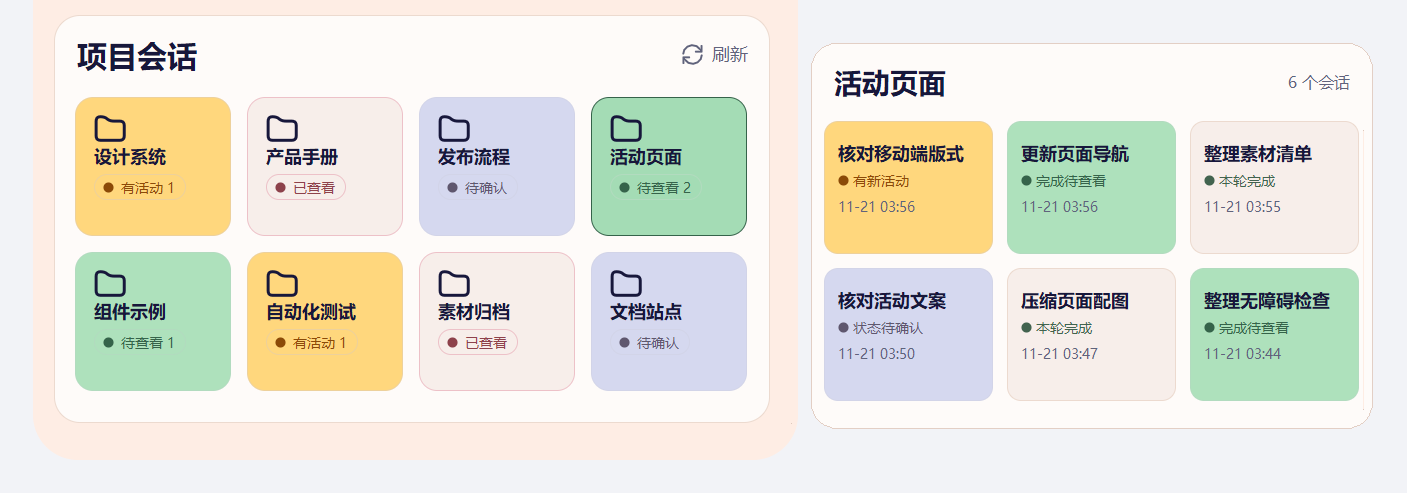 项目会话
刷新
设计系统
有活动 1
产品手册
已查看
发布流程
待确认
活动页面
待查看 2
组件示例
待查看 1
自动化测试
有活动 1
素材归档
已查看
文档站点
待确认
活动页面
6 个会话
核对移动端版式
有新活动
11-21 03:56
更新页面导航
完成待查看
11-21 03:56
整理素材清单
本轮完成
11-21 03:55
核对活动文案
状态待确认
11-21 03:50
压缩页面配图
本轮完成
11-21 03:47
整理无障碍检查
完成待查看
11-21 03:44